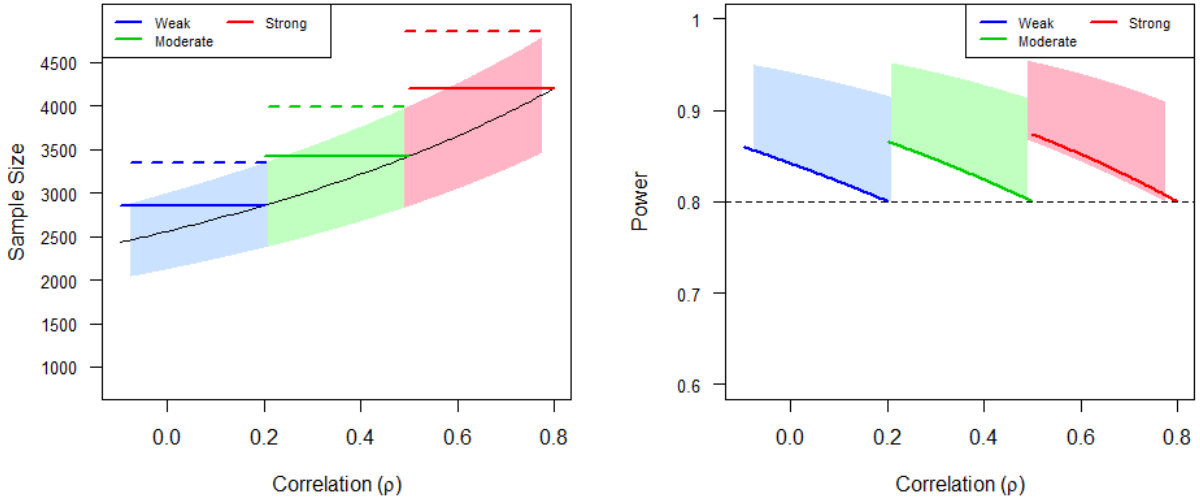 Weak Strong
Moderate
4500
4000
3500
3000
2500
2000
1500
1000
Sample Size
0.0 0.2 0.4 0.6 0.8
Correlation (ρ)
Weak Strong
Moderate
1
0.9
0.8
0.7
0.6
Power
0.0 0.2 0.4 0.6 0.8
Correlation (ρ)